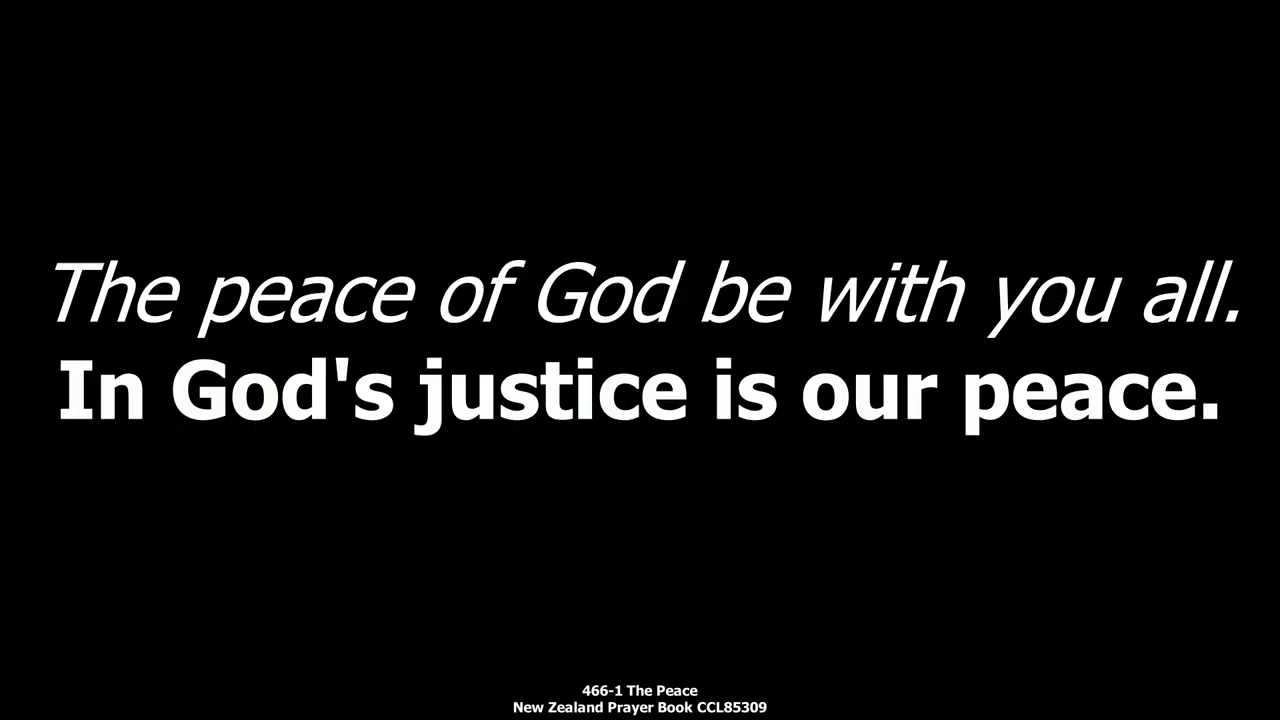 The peace of God be with you all.
In God's justice is our peace.
466-1 The Peace
New Zealand Prayer Book CCL85309